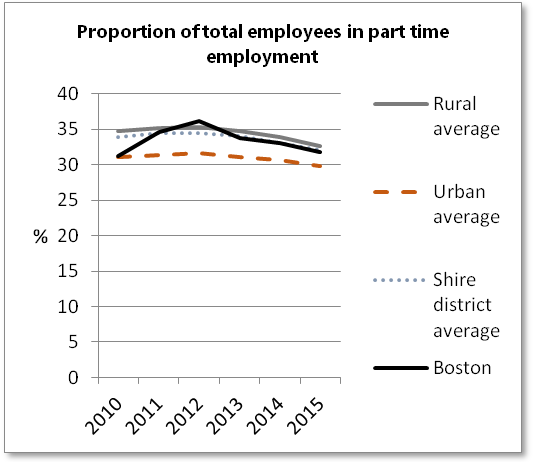 Proportion of total employees in part time
employment
40
35
30
25
20
15
10
5
0
%
2010
2011
2012
2013
2014
2015
Rural
average
Urban
average
Shire
district
average
Boston